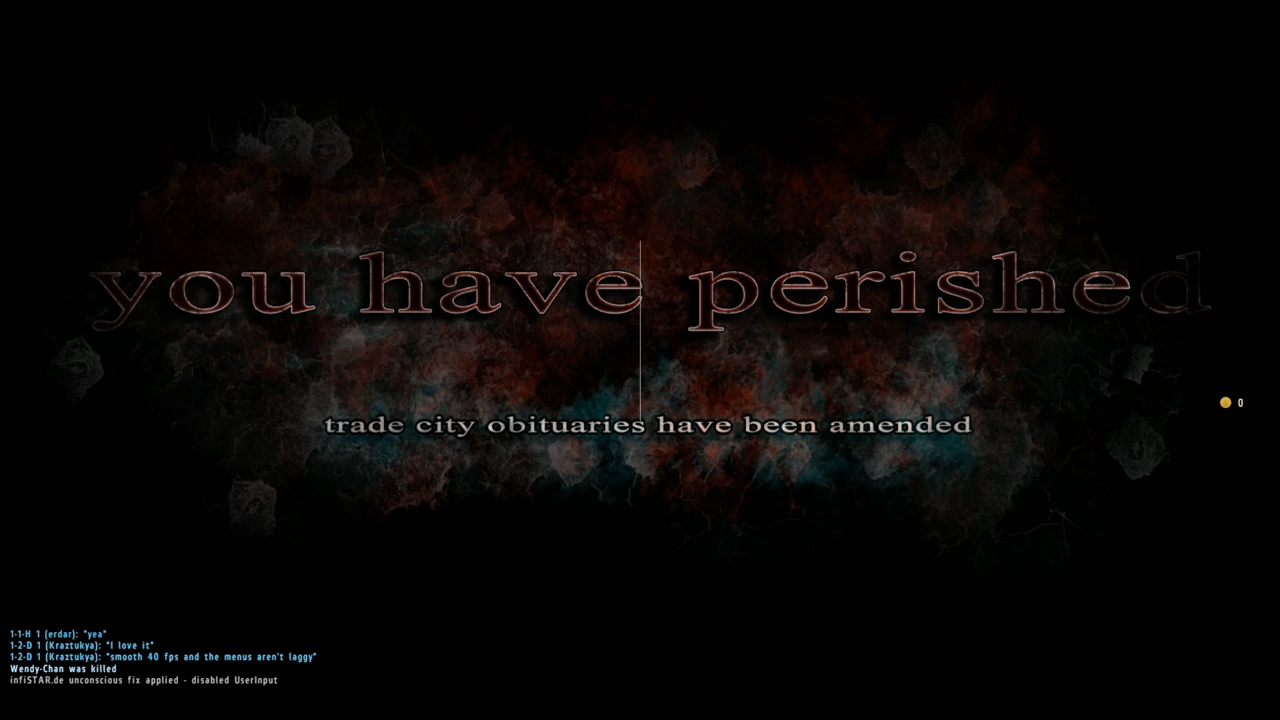 you have perished
trade city obituaries have been amended
0
1-1-H 1 (erdar): "yea"
1-2-D 1 (Kraztukya): "I love it"
1-2-D 1 (Kraztukya): "smooth 40 fps and the menus aren't laggy"
Wendy-Chan was killed
infiSTAR.de unconscious fix applied - disabled UserInput